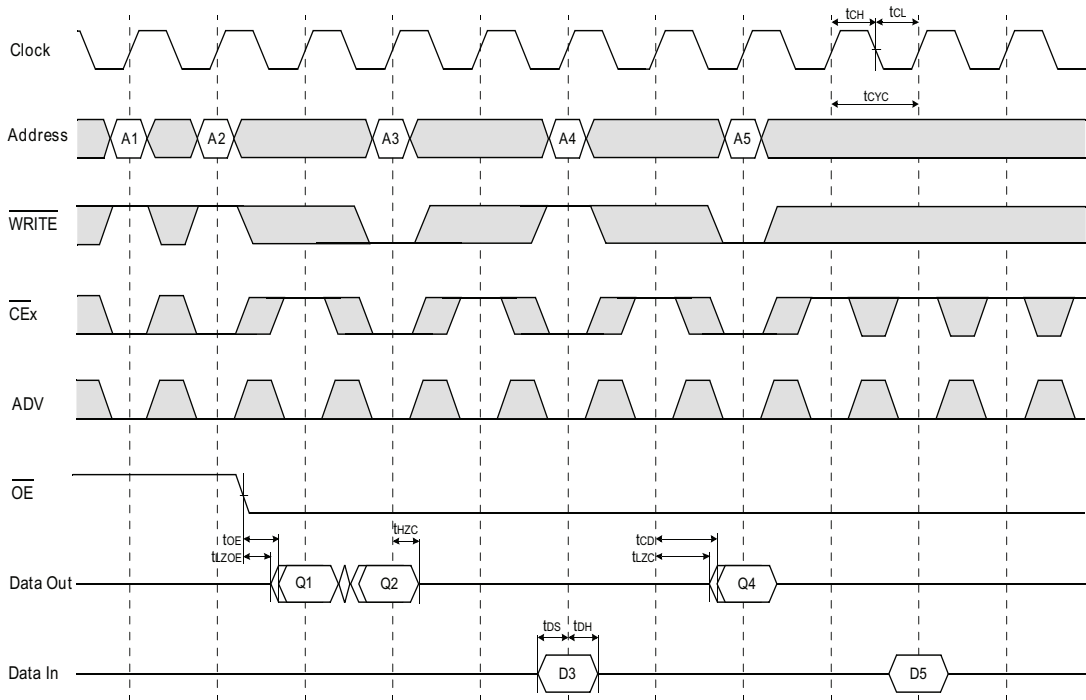 tCH tCL
Clock
tCYC
Address A1 A2 A3 A4 A5
WRITE
CEx
ADV
OE
tOE tHZC tCD
tLZOE tLZC
Data Out Q1 Q2 Q4
tDS tDH
Data In D3 D5